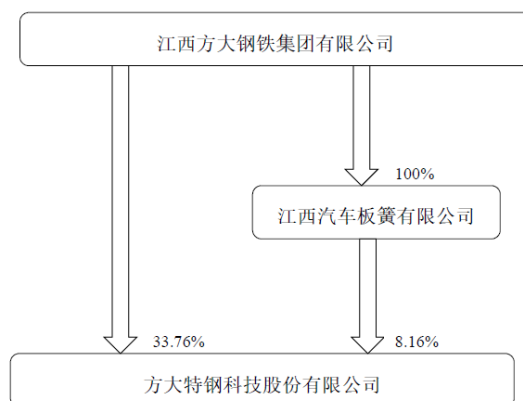 江西方大钢铁集团有限公司
100%
江西汽车板簧有限公司
33.76%
8.16%
方大特钢科技股份有限公司